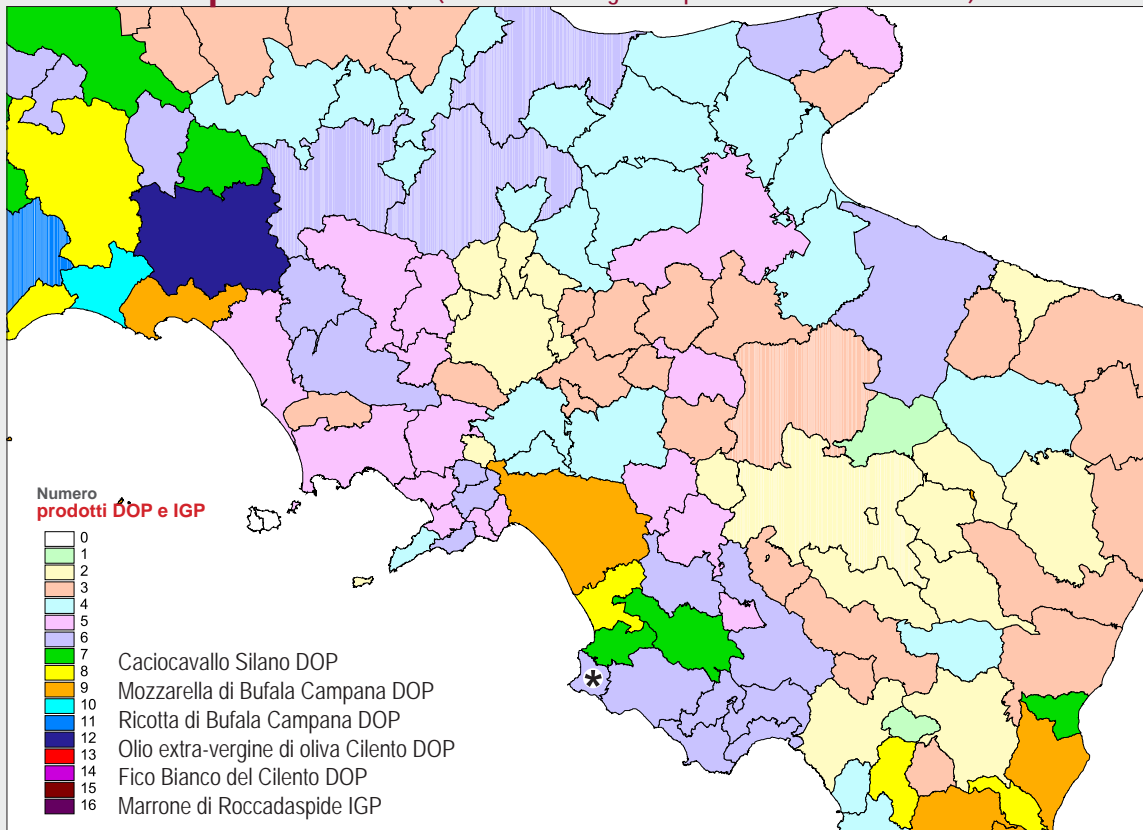 Numero
prodotti DOP e IGP
0
1
2
3
4
5
6
7
8
9
10
11
12
13
14
15
16
Caciocavallo Silano DOP
Mozzarella di Bufala Campana DOP
Ricotta di Bufala Campana DOP
Olio extra-vergine di oliva Cilento DOP
Fico Bianco del Cilento DOP
Marrone di Roccadaspide IGP
*